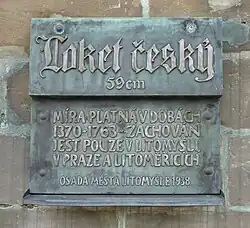 Loket český
59cm
MÍRA PLATNÁ V DOBÁCH
1370-1763-ZACHOVÁN
JEST POUZE V LITOMYŠLI,
V PRAZE A LITOMĚŘICÍCH
OSADA MĚSTA LITOMYŠLE 1938